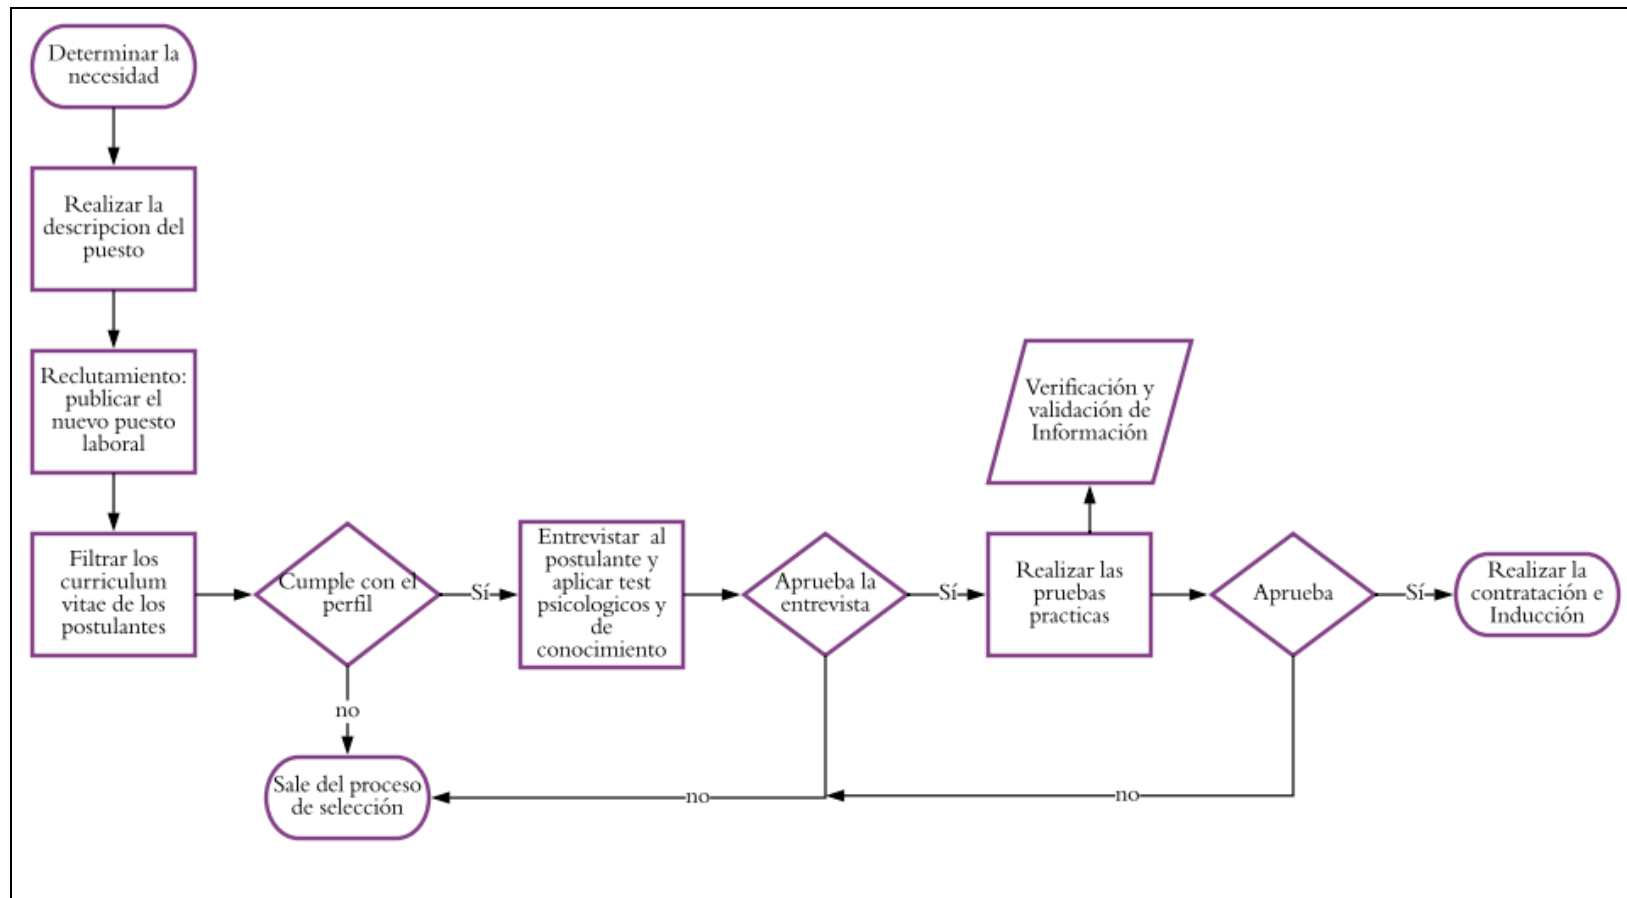 Determinar la
necesidad
Realizar la
descripcion del
puesto
Reclutamiento:
publicar el
nuevo puesto
laboral
Filtrar los
curriculum
vitae de los
postulantes
Cumple con el
perfil
Sí
no
Sale del proceso
de selección
Entrevistar al
postulante y
aplicar test
psicologicos y
de
conocimiento
Aprueba la
entrevista
Sí
no
Realizar las
pruebas
practicas
Verificación y
validación de
Información
Aprueba
Sí
no
Realizar la
contratación e
Inducción